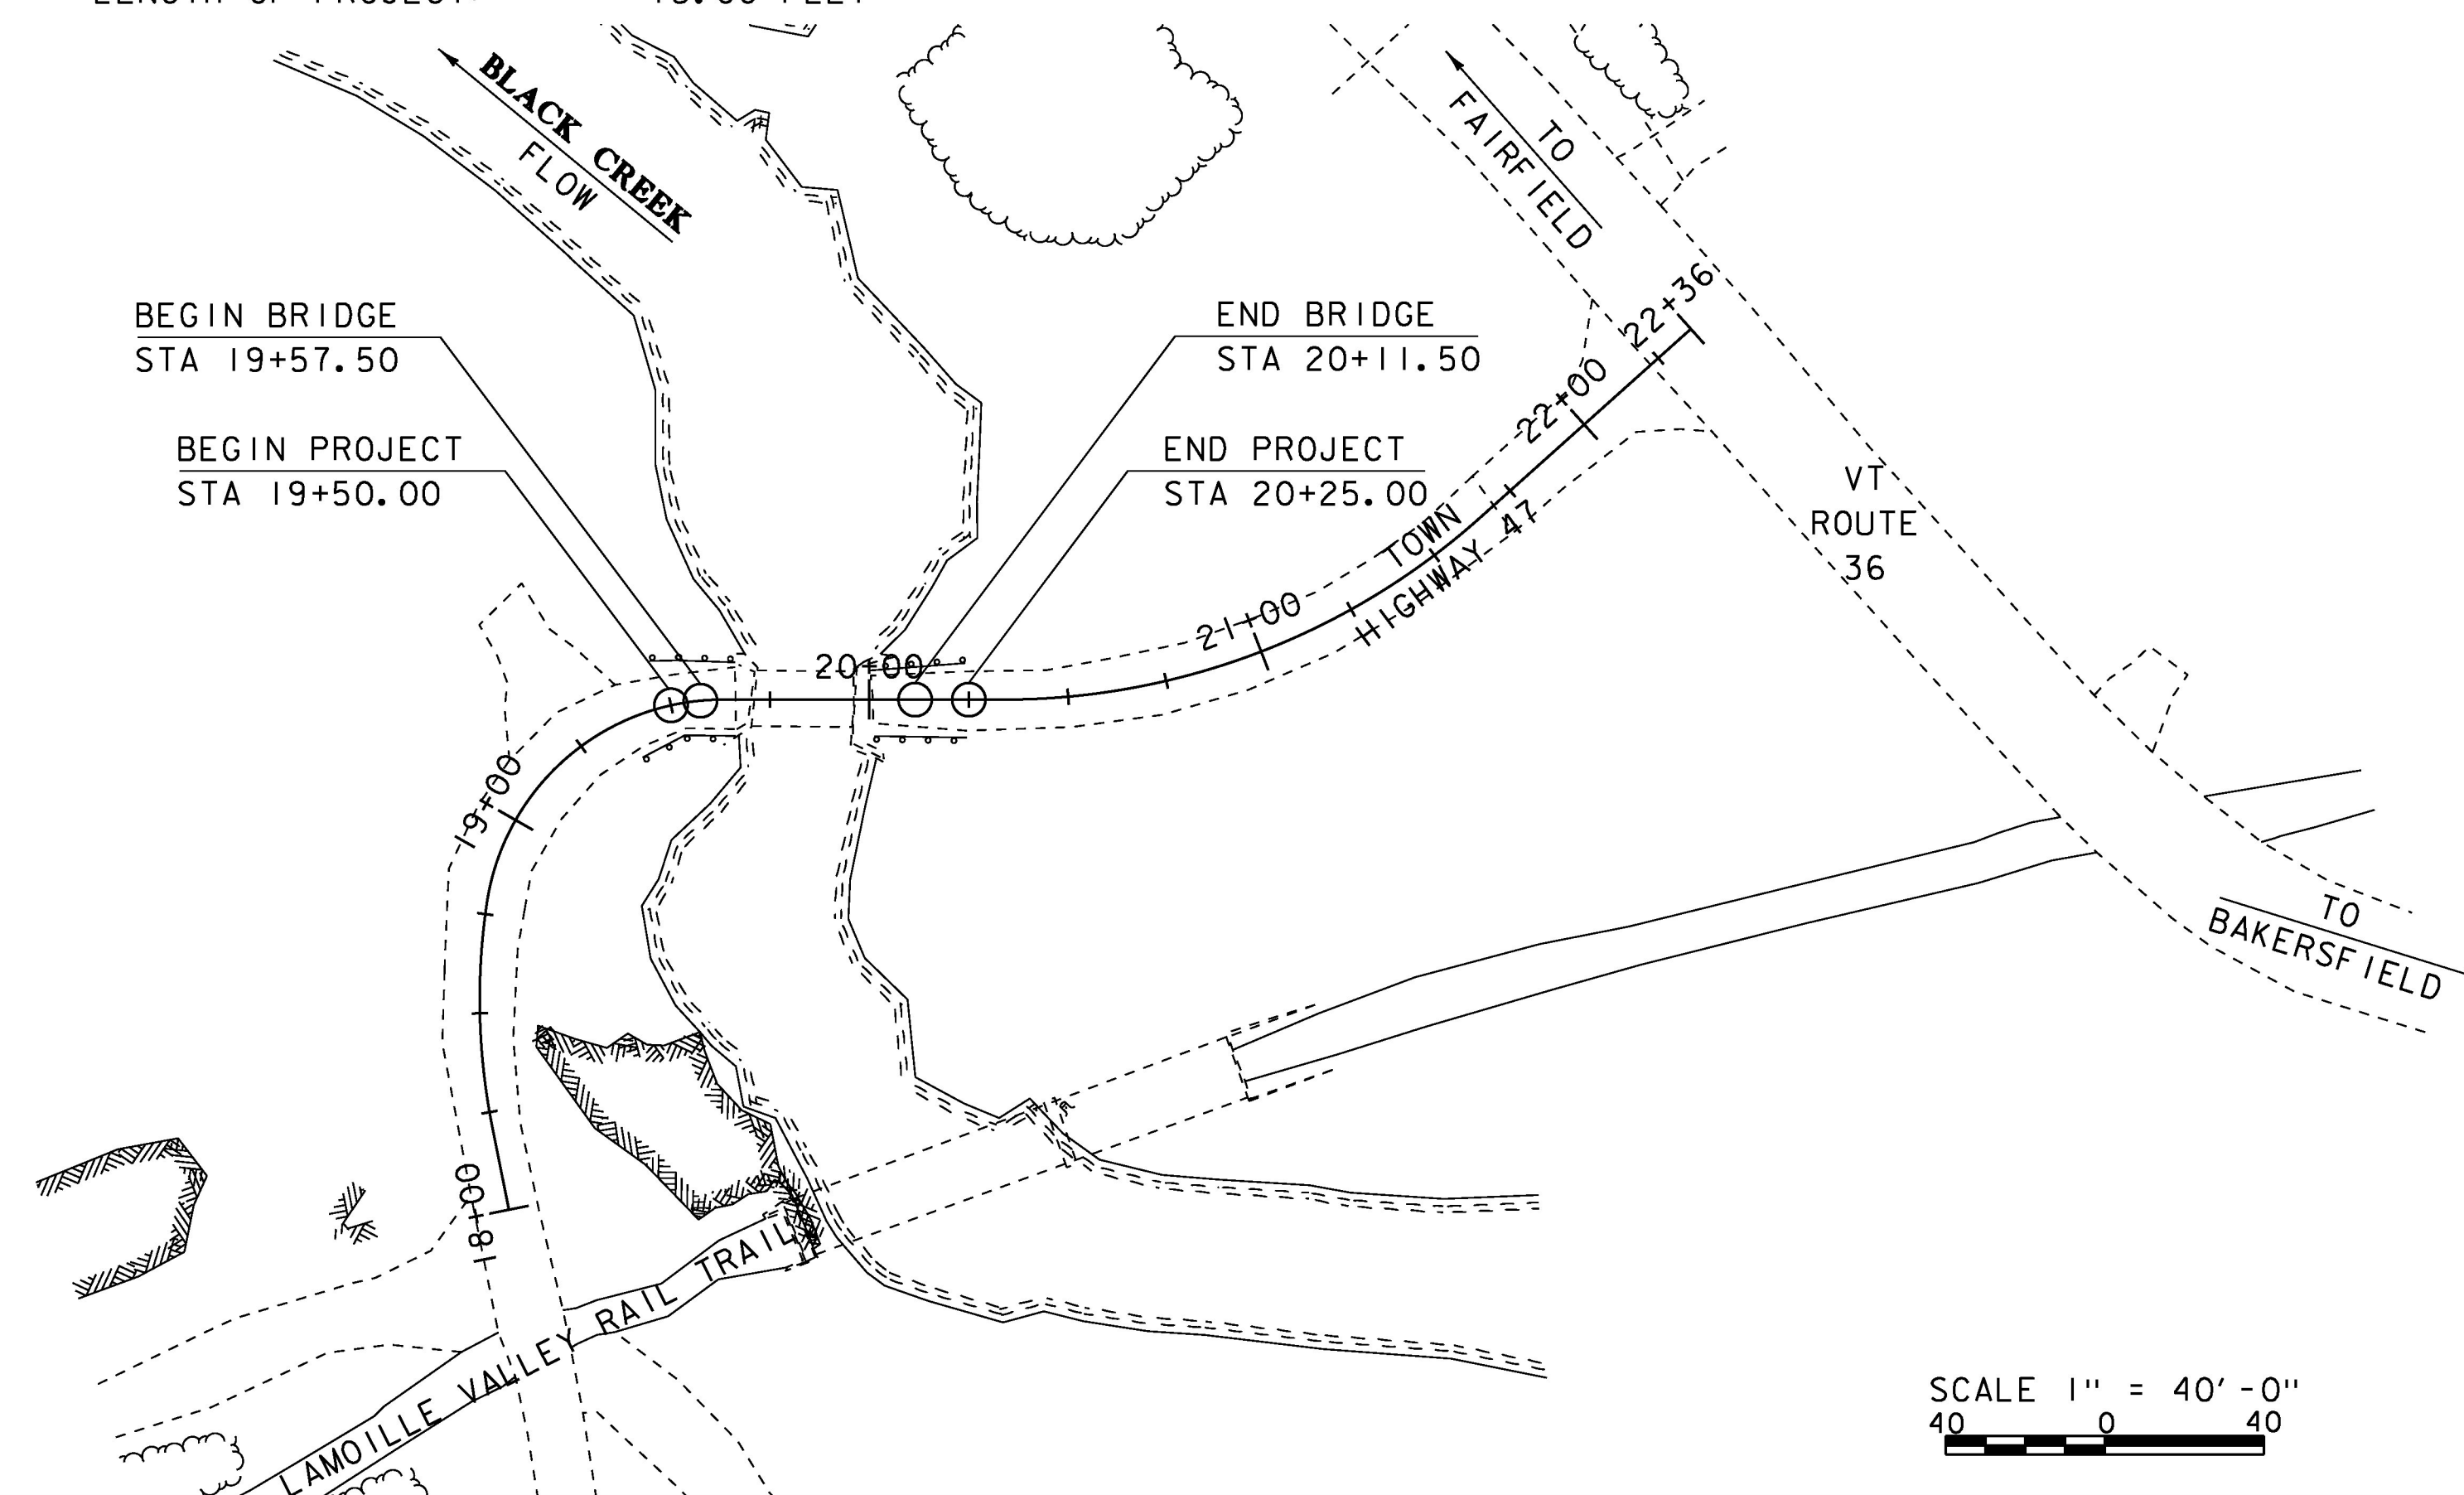 BLACK CREEK
FLOW
TO
FAIRFIELD
BEGIN BRIDGE
STA 19+57.50
BEGIN PROJECT
STA 19+50.00
END BRIDGE
STA 20+11.50
END PROJECT
STA 20+25.00
22+36
22+00
21+00
20+00
19+00
18+00
TOWN
HIGHWAY 47
VT
ROUTE
36
TO
BAKERSFIELD
LAMOILLE VALLEY RAIL TRAIL
SCALE 1" = 40'-0"
40 0 40